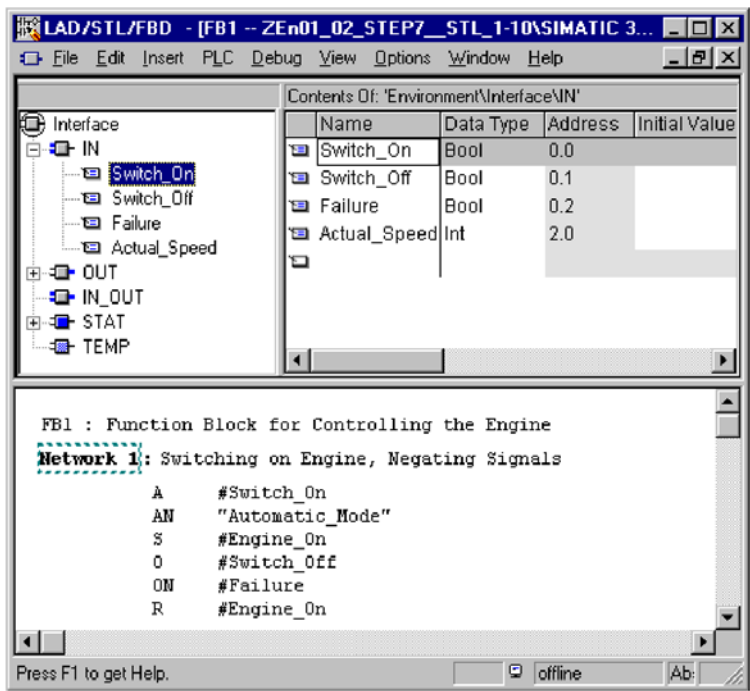 LAD/STL/FBD - [FB1 -- ZEn01_02_STEP7__STL_1-10\SIMATIC 3...
File Edit Insert PLC Debug View Options Window Help
Contents Of: 'Environment\Interface\IN'
Interface
IN
Switch_On
Switch_Off
Failure
Actual_Speed
OUT
IN_OUT
STAT
TEMP
Name Data Type Address Initial Value
Switch_On Bool 0.0
Switch_Off Bool 0.1
Failure Bool 0.2
Actual_Speed Int 2.0
FB1 : Function Block for Controlling the Engine
Network 1: Switching on Engine, Negating Signals
A #Switch_On
AN "Automatic_Mode"
S #Engine_On
O #Switch_Off
ON #Failure
R #Engine_On
Press F1 to get Help. offline Ab: